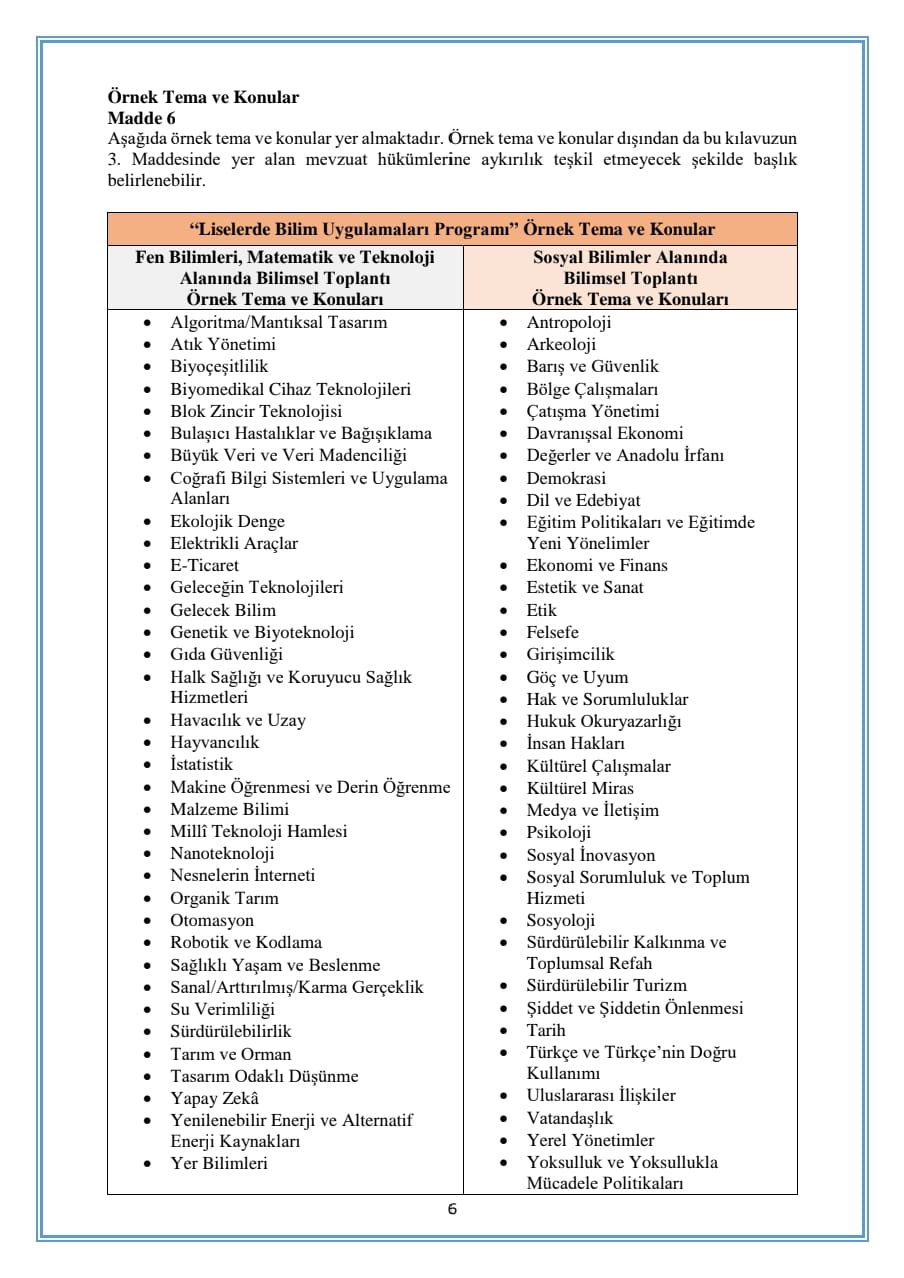 Örnek Tema ve Konular
Madde 6
Aşağıda örnek tema ve konular yer almaktadır. Örnek tema ve konular dışından da bu kılavuzun
3. Maddesinde yer alan mevzuat hükümlerine aykırılık teşkil etmeyecek şekilde başlık
belirlenebilir.
“Liselerde Bilim Uygulamaları Programı” Örnek Tema ve Konular
Fen Bilimleri, Matematik ve Teknoloji
Alanında Bilimsel Toplantı
Örnek Tema ve Konuları
• Algoritma/Mantıksal Tasarım
• Atık Yönetimi
• Biyoçeşitlilik
• Biyomedikal Cihaz Teknolojileri
• Blok Zincir Teknolojisi
• Bulaşıcı Hastalıklar ve Bağışıklama
• Büyük Veri ve Veri Madenciliği
• Coğrafi Bilgi Sistemleri ve Uygulama
Alanları
• Ekolojik Denge
• Elektrikli Araçlar
• E-Ticaret
• Geleceğin Teknolojileri
• Gelecek Bilim
• Genetik ve Biyoteknoloji
• Gıda Güvenliği
• Halk Sağlığı ve Koruyucu Sağlık
Hizmetleri
• Havacılık ve Uzay
• Hayvancılık
• İstatistik
• Makine Öğrenmesi ve Derin Öğrenme
• Malzeme Bilimi
• Millî Teknoloji Hamlesi
• Nanoteknoloji
• Nesnelerin İnterneti
• Organik Tarım
• Otomasyon
• Robotik ve Kodlama
• Sağlıklı Yaşam ve Beslenme
• Sanal/Arttırılmış/Karma Gerçeklik
• Su Verimliliği
• Sürdürülebilirlik
• Tarım ve Orman
• Tasarım Odaklı Düşünme
• Yapay Zekâ
• Yenilenebilir Enerji ve Alternatif
Enerji Kaynakları
• Yer Bilimleri
Sosyal Bilimler Alanında
Bilimsel Toplantı
Örnek Tema ve Konuları
• Antropoloji
• Arkeoloji
• Barış ve Güvenlik
• Bölge Çalışmaları
• Çatışma Yönetimi
• Davranışsal Ekonomi
• Değerler ve Anadolu İrfanı
• Demokrasi
• Dil ve Edebiyat
• Eğitim Politikaları ve Eğitimde
Yeni Yönelimler
• Ekonomi ve Finans
• Estetik ve Sanat
• Etik
• Felsefe
• Girişimcilik
• Göç ve Uyum
• Hak ve Sorumluluklar
• Hukuk Okuryazarlığı
• İnsan Hakları
• Kültürel Çalışmalar
• Kültürel Miras
• Medya ve İletişim
• Psikoloji
• Sosyal İnovasyon
• Sosyal Sorumluluk ve Toplum
Hizmeti
• Sosyoloji
• Sürdürülebilir Kalkınma ve
Toplumsal Refah
• Sürdürülebilir Turizm
• Şiddet ve Şiddetin Önlenmesi
• Tarih
• Türkçe ve Türkçe’nin Doğru
Kullanımı
• Uluslararası İlişkiler
• Vatandaşlık
• Yerel Yönetimler
• Yoksulluk ve Yoksullukla
Mücadele Politikaları
6